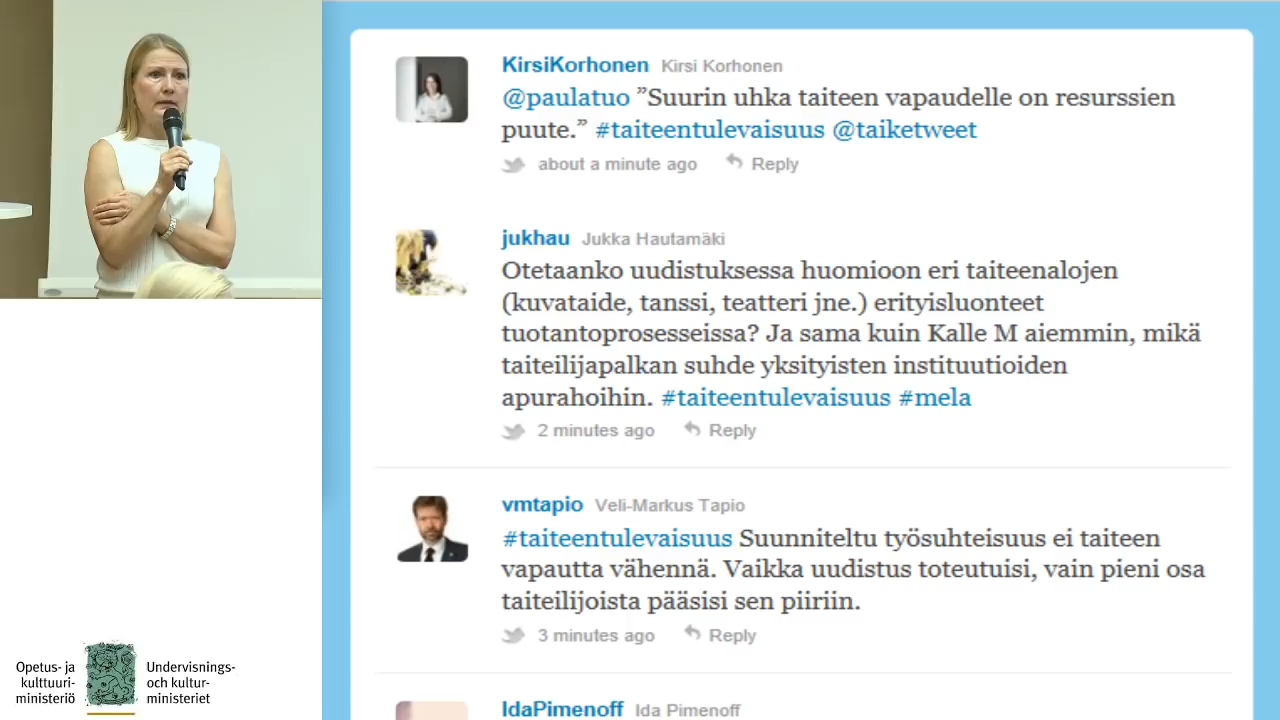 KirsiKorhonen Kirsi Korhonen
@paulatuo ”Suurin uhka taiteen vapaudelle on resurssien
puute.” #taiteentulevaisuus @taiketweet
about a minute ago Reply
jukhau Jukka Hautamäki
Otetaanko uudistuksessa huomioon eri taiteenalojen
(kuvataide, tanssi, teatteri jne.) erityisluonteet
tuotantoprosesseissa? Ja sama kuin Kalle M aiemmin, mikä
taiteilijapalkan suhde yksityisten instituutioiden
apurahoihin. #taiteentulevaisuus #mela
2 minutes ago Reply
vmtapio Veli-Markus Tapio
#taiteentulevaisuus Suunniteltu työsuhteisuus ei taiteen
vapautta vähennä. Vaikka uudistus toteutuisi, vain pieni osa
taiteilijoista pääsisi sen piiriin.
3 minutes ago Reply
IdaPimenoff Ida Pimenoff
Opetus- ja
kulttuuri-
ministeriö
Undervisnings-
och kultur-
ministeriet